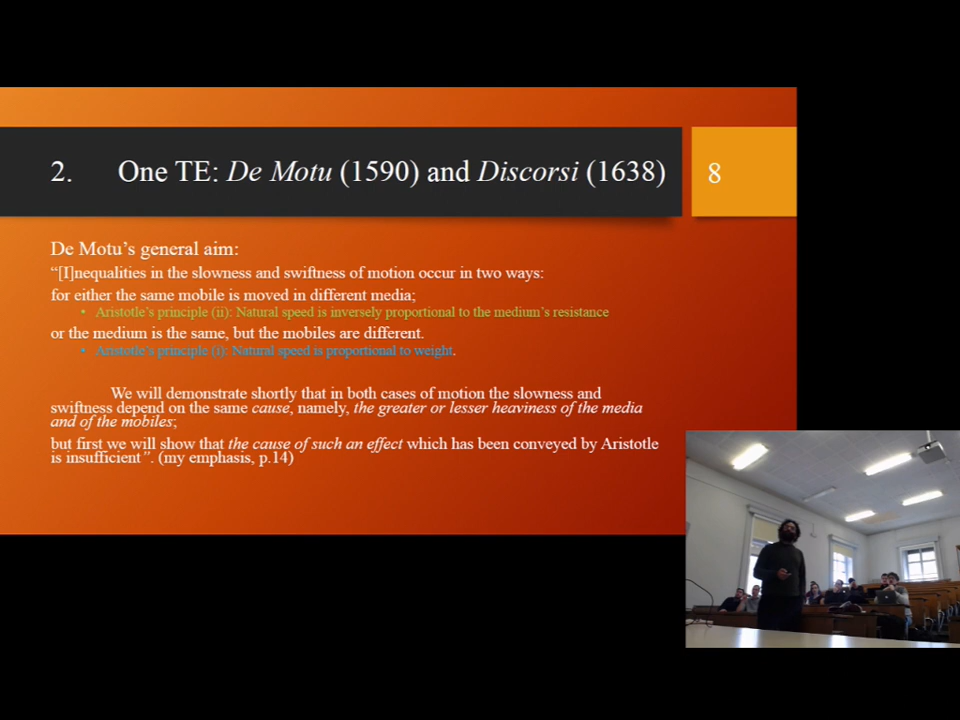 2. One TE: De Motu (1590) and Discorsi (1638)
8
De Motu’s general aim:
“[I]nequalities in the slowness and swiftness of motion occur in two ways:
for either the same mobile is moved in different media;
• Aristotle’s principle (ii): Natural speed is inversely proportional to the medium’s resistance
or the medium is the same, but the mobiles are different.
• Aristotle’s principle (i): Natural speed is proportional to weight.
We will demonstrate shortly that in both cases of motion the slowness and
swiftness depend on the same cause, namely, the greater or lesser heaviness of the media
and of the mobiles;
but first we will show that the cause of such an effect which has been conveyed by Aristotle
is insufficient”. (my emphasis, p.14)